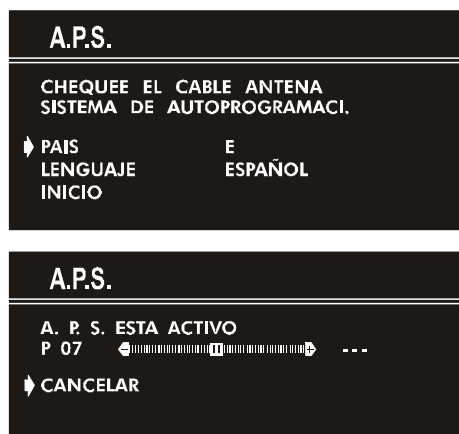 A.P.S.
CHEQUEE EL CABLE ANTENA
SISTEMA DE AUTOPROGRAMACI.
PAIS E
LENGUAJE ESPAÑOL
INICIO
A.P.S.
A. P. S. ESTA ACTIVO
P 07 - + ---
CANCELAR